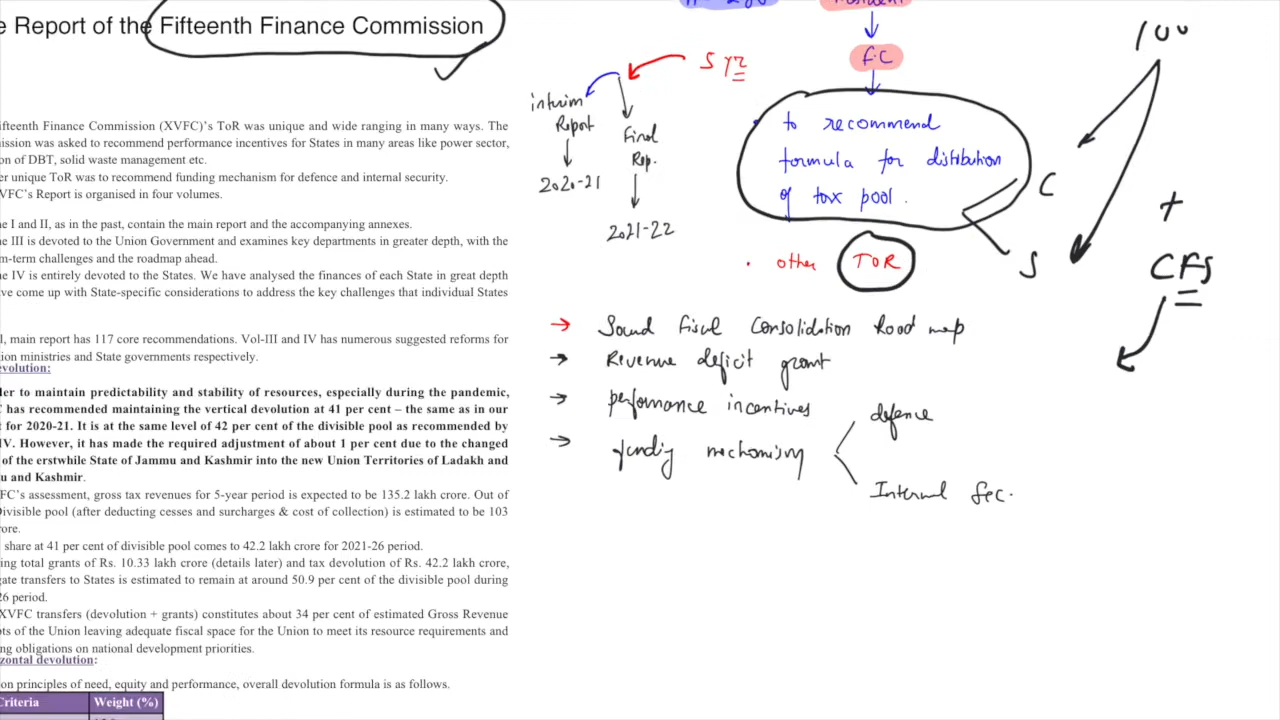 e Report of the Fifteenth Finance Commission
ifteenth Finance Commission (XVFC)'s ToR was unique and wide ranging in many ways. The
mission was asked to recommend performance incentives for States in many areas like power sector,
on of DBT, solid waste management etc.
er unique ToR was to recommend funding mechanism for defence and internal security.
VFC's Report is organised in four volumes.
me I and II, as in the past, contain the main report and the accompanying annexes.
me III is devoted to the Union Government and examines key departments in greater depth, with the
m-term challenges and the roadmap ahead.
me IV is entirely devoted to the States. We have analysed the finances of each State in great depth
ve come up with State-specific considerations to address the key challenges that individual States
l, main report has 117 core recommendations. Vol-III and IV has numerous suggested reforms for
ion ministries and State governments respectively.
evolution:
der to maintain predictability and stability of resources, especially during the pandemic,
C has recommended maintaining the vertical devolution at 41 per cent – the same as in our
t for 2020-21. It is at the same level of 42 per cent of the divisible pool as recommended by
IV. However, it has made the required adjustment of about 1 per cent due to the changed
of the erstwhile State of Jammu and Kashmir into the new Union Territories of Ladakh and
u and Kashmir.
FC's assessment, gross tax revenues for 5-year period is expected to be 135.2 lakh crore. Out of
Divisible pool (after deducting cesses and surcharges & cost of collection) is estimated to be 103
ore.
share at 41 per cent of divisible pool comes to 42.2 lakh crore for 2021-26 period.
ing total grants of Rs. 10.33 lakh crore (details later) and tax devolution of Rs. 42.2 lakh crore,
gate transfers to States is estimated to remain at around 50.9 per cent of the divisible pool during
26 period.
XVFC transfers (devolution + grants) constitutes about 34 per cent of estimated Gross Revenue
pts of the Union leaving adequate fiscal space for the Union to meet its resource requirements and
ng obligations on national development priorities.
zontal devolution:
on principles of need, equity and performance, overall devolution formula is as follows.
Criteria Weight (%)
5 yr
interim
Report
2020-21
Final
Rep.
2021-22
F.C
to recommend
formula for distribution
of tax pool.
C
S
• other TOR
100
+
CFS
→ Sound Fiscal Consolidation Road map
→ Revenue deficit grant
→ performance incentives
→ funding mechanism
defence
Internal Sec.